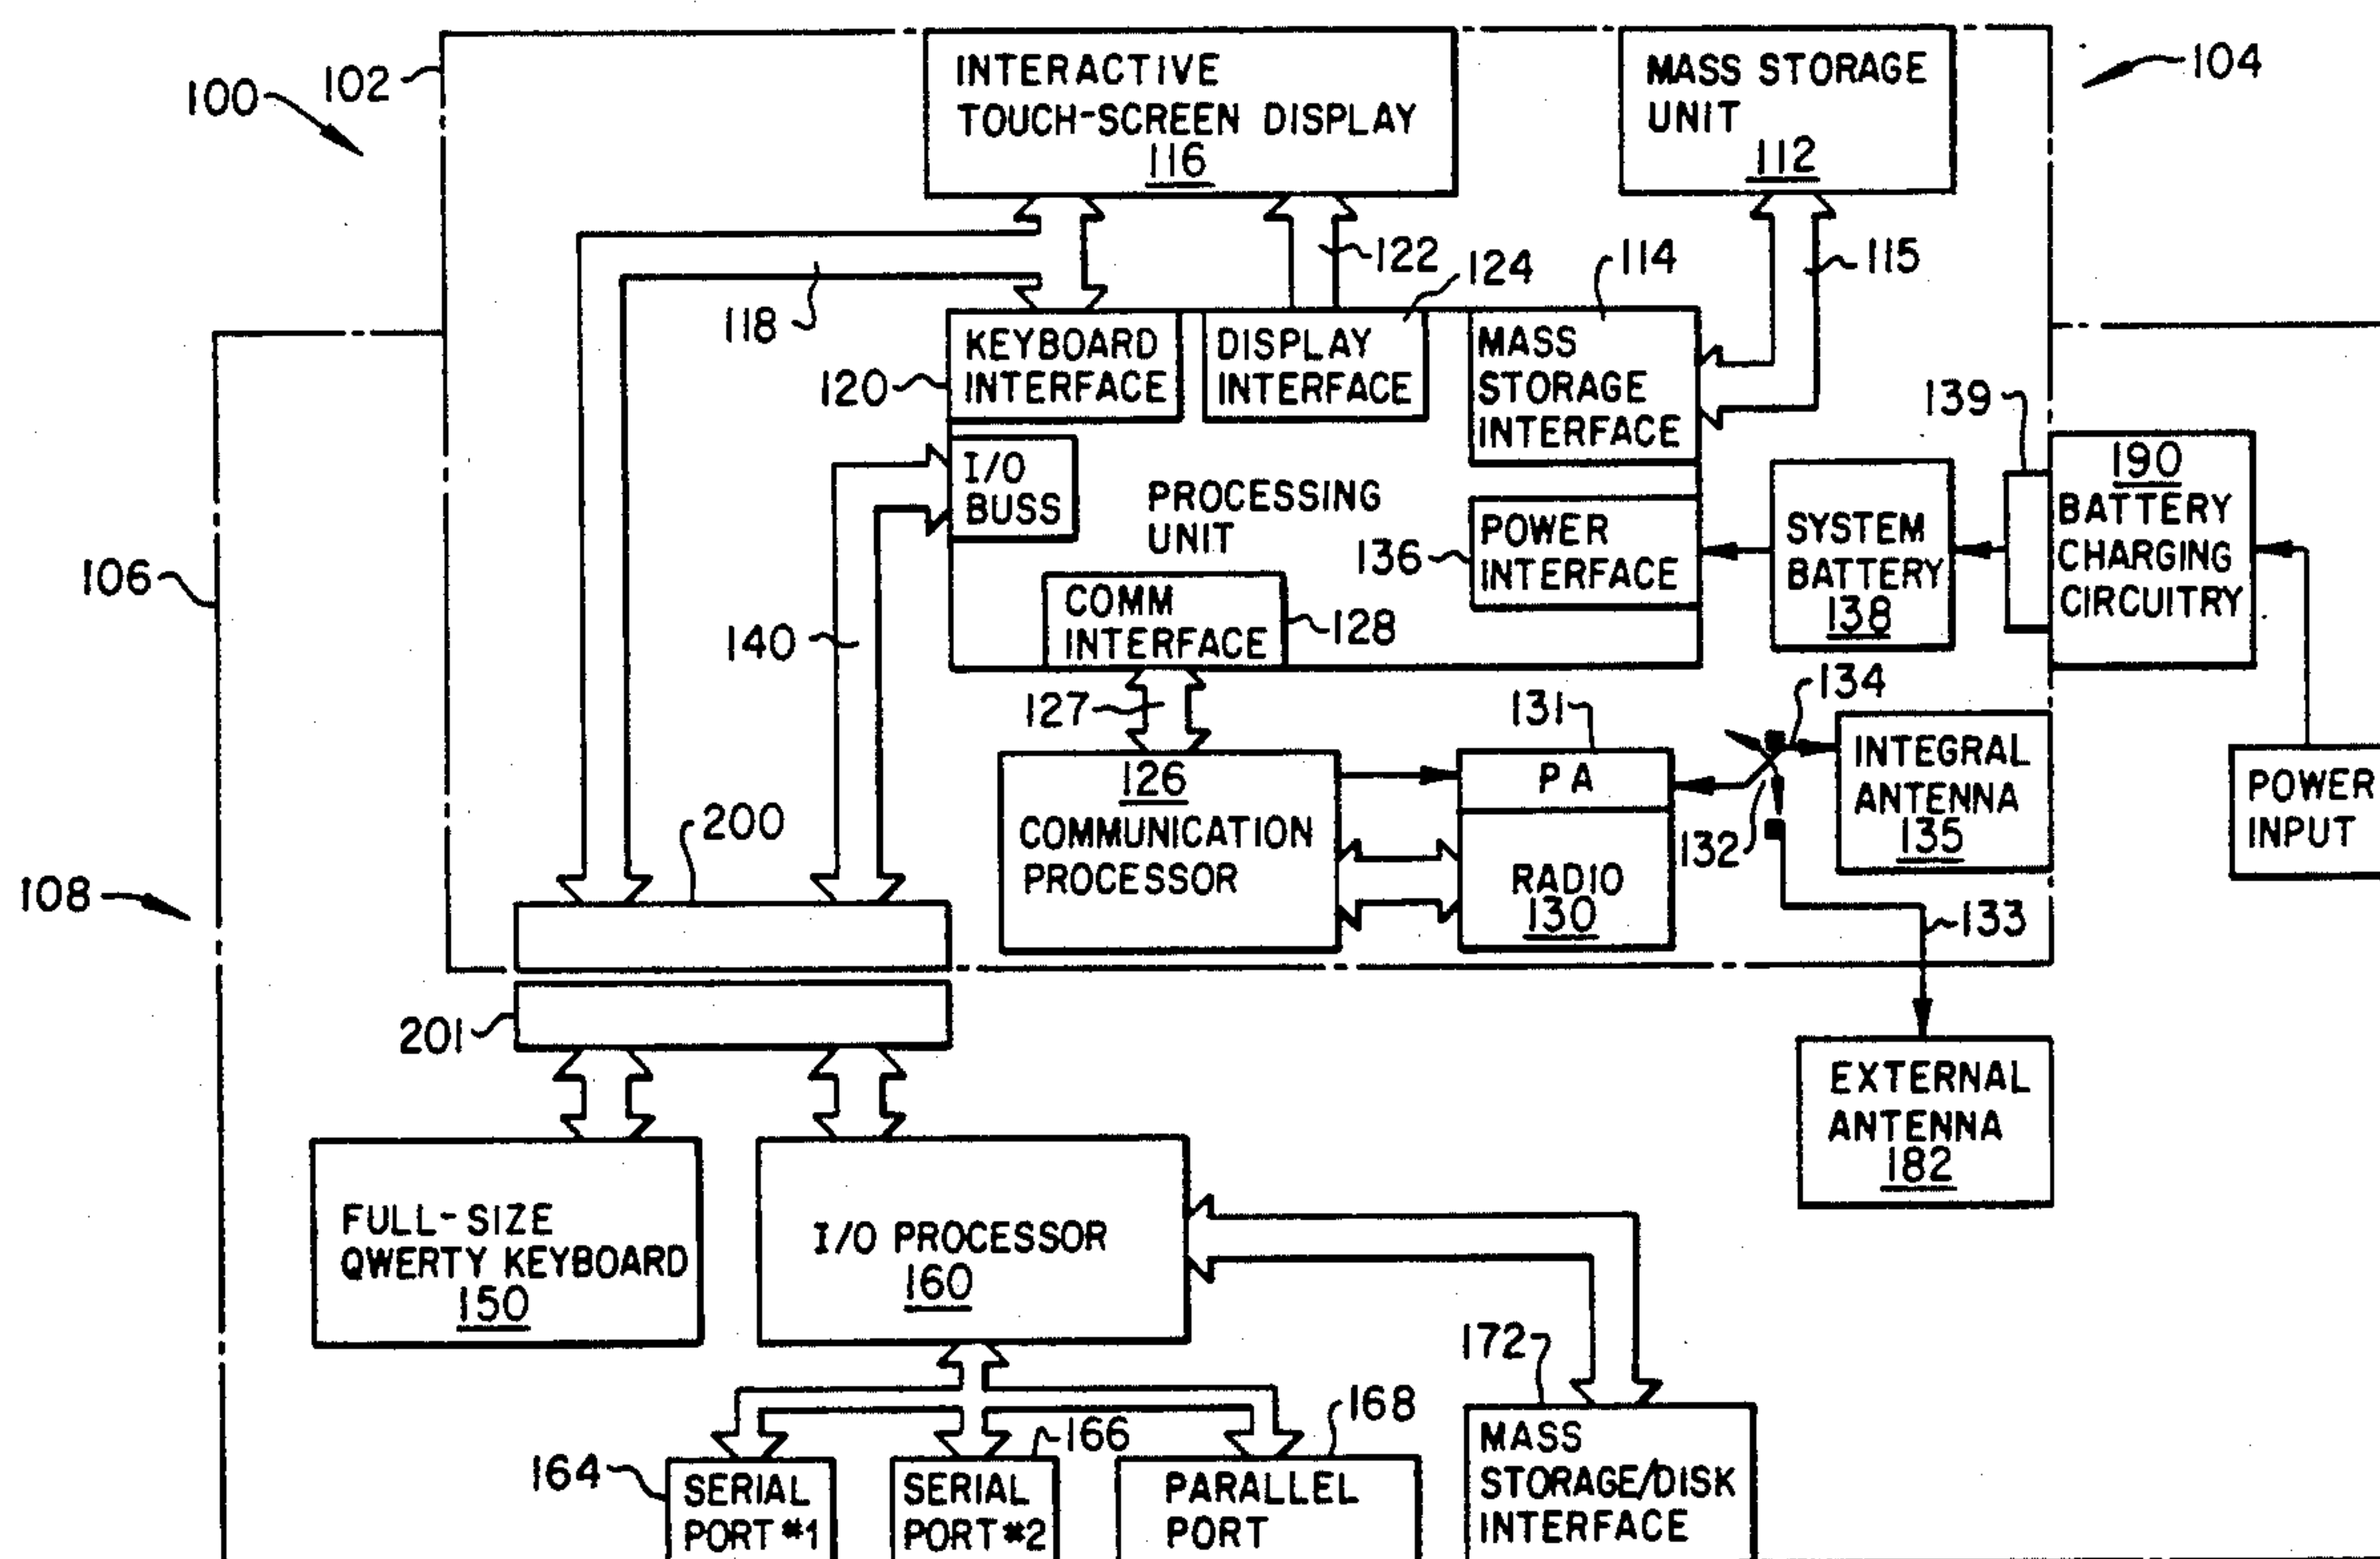 100
102
INTERACTIVE
TOUCH-SCREEN DISPLAY
116
MASS STORAGE
UNIT
112
104
118
122
124
114
115
120
KEYBOARD
INTERFACE
DISPLAY
INTERFACE
MASS
STORAGE
INTERFACE
139
I/O
BUSS
PROCESSING
UNIT
136
POWER
INTERFACE
SYSTEM
BATTERY
138
190
BATTERY
CHARGING
CIRCUITRY
106
140
COMM
INTERFACE
128
127
131
134
126
COMMUNICATION
PROCESSOR
PA
RADIO
130
132
INTEGRAL
ANTENNA
135
POWER
INPUT
108
200
133
201
EXTERNAL
ANTENNA
182
FULL-SIZE
QWERTY KEYBOARD
150
I/O PROCESSOR
160
172
164
166
168
SERIAL
PORT #1
SERIAL
PORT #2
PARALLEL
PORT
MASS
STORAGE/DISK
INTERFACE